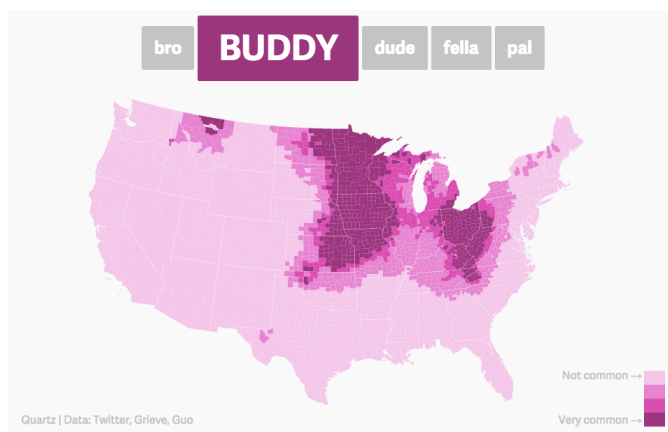 bro BUDDY dude fella pal
Not common →
Very common →
Quartz | Data: Twitter, Grieve, Guo